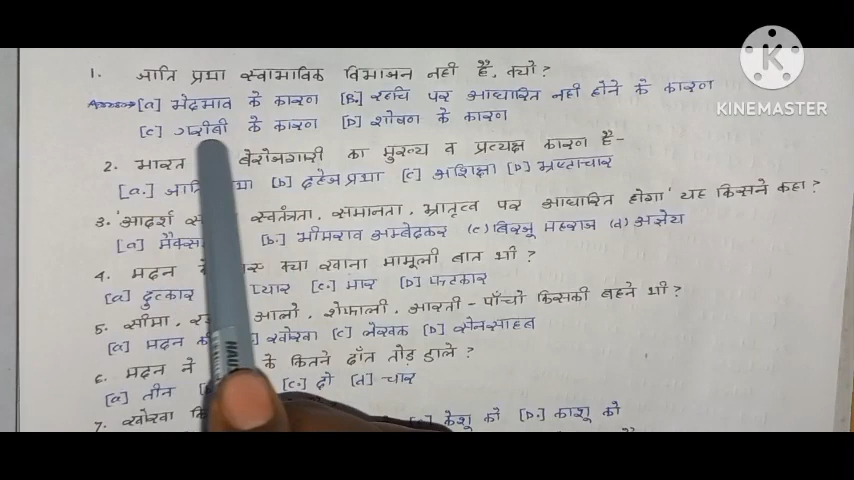 KINEMASTER
1. जाति प्रथा स्वाभाविक विभाजन नही है, क्यो?
[a] भेदभाव के कारण [B] रुचि पर आधारित नही होने के कारण
[c] गरीबी के कारण [D] शोषण के कारण
2. भारत बेरोजगारी का मुख्य व प्रत्यक्ष कारण है-
[a.] जाति [b] दहेज प्रथा [c] अशिक्षा [D] भ्रष्टाचार
3. 'आदर्श स्वतंत्रता, समानता, भ्रातृत्व पर आधारित होगा' यह किसने कहा?
[a] [b.] भीमराव अम्बेदकर (c) बिरजू महराज (d) अज्ञेय
4. मदन क्या खाना मामूली बात थी?
[a] दुत्कार प्यार [c.] मार [D] फटकार
5. सीमा, आलो, शेफाली, आरती - पाँचो किसकी बहने थी?
[a] मदन की खोखा [c] लेखक [D] सेनसाहब
6. मदन ने के कितने दाँत तोड़ डाले?
[a] तीन [c.] दो [d] चार
7. खोखा केशू को [D.] काशू को